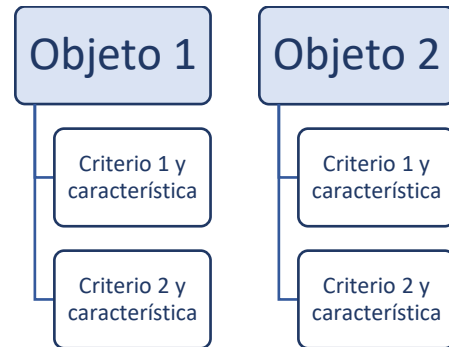 Objeto 1
Criterio 1 y
característica
Criterio 2 y
característica
Objeto 2
Criterio 1 y
característica
Criterio 2 y
característica